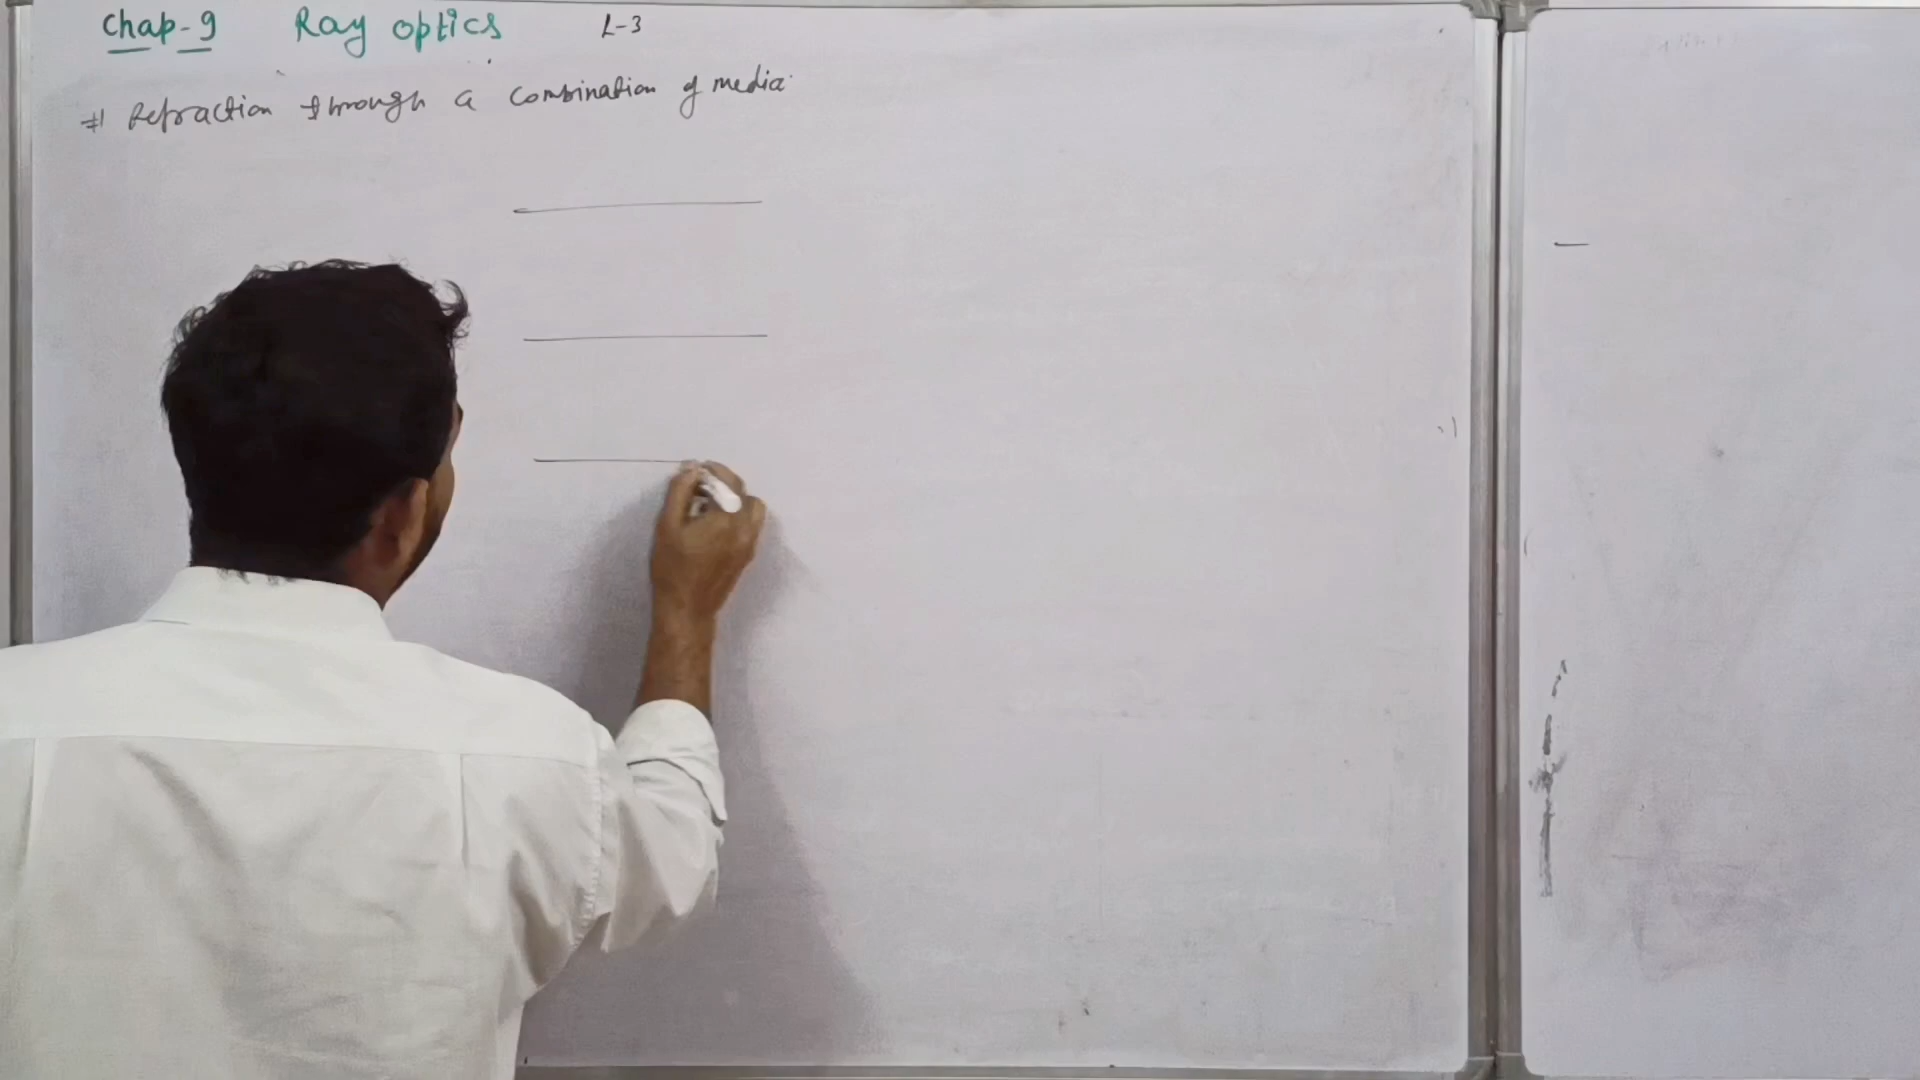 Chap-9 Ray optics L-3
# Refraction through a combination of media